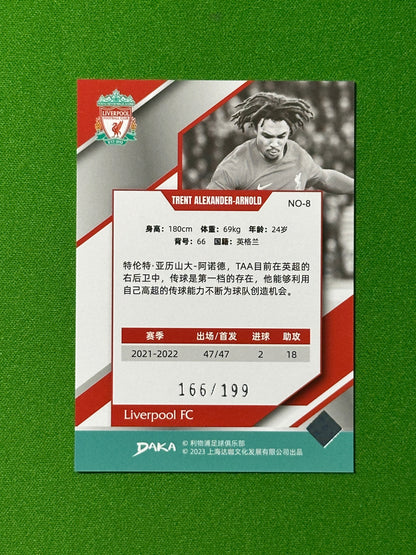 LIVERPOOL
FOOTBALL CLUB
EST·1892
TRENT ALEXANDER-ARNOLD
NO-8
身高：180cm 体重：69kg 年龄：24岁
背号：66 国籍：英格兰
特伦特·亚历山大-阿诺德，TAA目前在英超的
右后卫中，传球是第一档的存在，他能够利用
自己高超的传球能力不断为球队创造机会。
赛季 出场/首发 进球 助攻
2021-2022 47/47 2 18
166/199
Liverpool FC
DAKA
© 利物浦足球俱乐部
© 2023 上海达咖文化发展有限公司出品